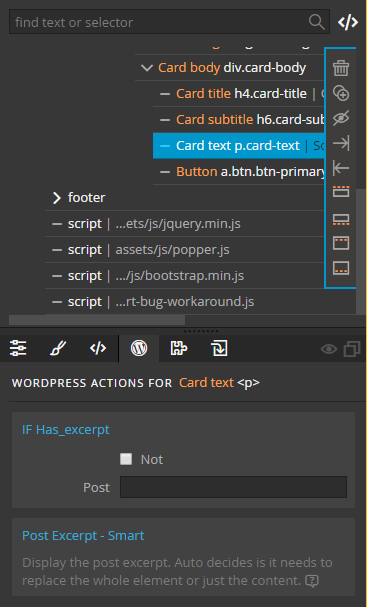 find text or selector
Card body div.card-body
Card title h4.card-title |
Card subtitle h6.card-sub
Card text p.card-text |
Button a.btn.btn-primary
footer
script | ...ets/js/jquery.min.js
script | assets/js/popper.js
script | .../js/bootstrap.min.js
script | ...rt-bug-workaround.js
WORDPRESS ACTIONS FOR Card text <p>
IF Has_excerpt
Not
Post
Post Excerpt - Smart
Display the post excerpt. Auto decides is it needs to
replace the whole element or just the content.